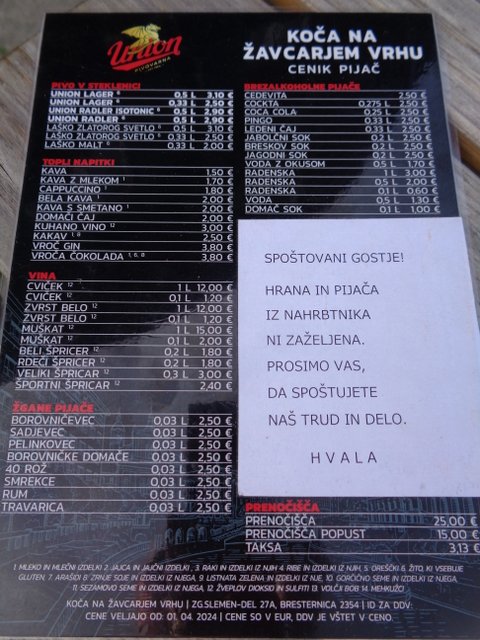 Union
PIVOVARNA
KOČA NA
ŽAVCARJEM VRHU
CENIK PIJAČ
PIVO V STEKLENICI
UNION LAGER 6 0,5 L 3,10 €
UNION LAGER 6 0,33 L 2,50 €
UNION RADLER ISOTONIC 6 0,5 L 2,90 €
UNION RADLER 6 0,5 L 2,90 €
LAŠKO ZLATOROG SVETLO 6 0,5 L 3,10 €
LAŠKO ZLATOROG SVETLO 6 0,33 L 2,50 €
LAŠKO MALT 6 0,33 L 2,00 €
TOPLI NAPITKI
KAVA 1,50 €
KAVA Z MLEKOM 1 1,70 €
CAPPUCCINO 1 1,80 €
BELA KAVA 1 2,00 €
KAVA S SMETANO 1 2,00 €
DOMAČI ČAJ 2,00 €
KUHANO VINO 12 3,00 €
KAKAV 1, 8 2,50 €
VROČ GIN 3,80 €
VROČA ČOKOLADA 1, 6, 8 3,80 €
VINA
CVIČEK 12 1 L 12,00 €
CVIČEK 12 0,1 L 1,20 €
ZVRST BELO 12 1 L 12,00 €
ZVRST BELO 12 0,1 L 1,20 €
MUŠKAT 12 1 L 15,00 €
MUŠKAT 12 0,1 L 2,00 €
BELI ŠPRICER 12 0,2 L 1,80 €
RDEČI ŠPRICER 12 0,2 L 1,80 €
VELIKI ŠPRICAR 12 0,3 L 3,00 €
ŠPORTNI ŠPRICAR 12 2,40 €
ŽGANE PIJAČE
BOROVNIČEVEC 0,03 L 2,50 €
SADJEVEC 0,03 L 2,50 €
PELINKOVEC 0,03 L 2,50 €
BOROVNIČKE DOMAČE 0,03 L 2,50 €
40 ROŽ 0,03 L 2,50 €
SMREKCE 0,03 L 2,50 €
RUM 0,03 L 2,50 €
TRAVARICA 0,03 L 2,50 €
BREZALKOHOLNE PIJAČE
CEDEVITA 2,50 €
COCKTA 0,275 L 2,50 €
COCA COLA 0,25 L 2,50 €
PINGO 0,33 L 2,50 €
LEDENI ČAJ 0,33 L 2,50 €
JABOLČNI SOK 0,2 L 2,50 €
BRESKOV SOK 0,2 L 2,50 €
JAGODNI SOK 0,2 L 2,50 €
VODA Z OKUSOM 0,5 L 1,70 €
RADENSKA 1 L 3,00 €
RADENSKA 0,5 L 2,00 €
RADENSKA 0,1 L 0,60 €
VODA 0,5 L 1,30 €
DOMAČ SOK 0,1 L 1,00 €
SPOŠTOVANI GOSTJE!
HRANA IN PIJAČA
IZ NAHRBTNIKA
NI ZAŽELJENA.
PROSIMO VAS,
DA SPOŠTUJETE
NAŠ TRUD IN DELO.
HVALA
PRENOČIŠČA
PRENOČIŠČA 25,00 €
PRENOČIŠČA POPUST 15,00 €
TAKSA 3,13 €
1. MLEKO IN MLEČNI IZDELKI, 2. JAJCA IN JAJČNI IZDELKI, 3. RAKI IN IZDELKI IZ NJIH 4. RIBE IN IZDELKI IZ NJIH, 5. OREŠČKI 6. ŽITO, KI VSEBUJE
GLUTEN, 7. ARAŠIDI 8. ZRNJE SOJE IN IZDELKI IZ NJEGA, 9. LISTNATA ZELENA IN IZDELKI IZ NJE, 10. GORČIČNO SEME IN IZDELKI IZ NJEGA,
11. SEZAMOVO SEME IN IZDELKI IZ NJEGA, 12. ŽVEPLOV DIOKSID IN SULFITI 13. VOLČJI BOB 14. MEHKUŽCI
KOČA NA ŽAVCARJEM VRHU | ZG.SLEMEN-DEL 27A, BRESTERNICA 2354 | ID ZA DDV:
CENE VELJAJO OD: 01. 04. 2024 | CENE SO V EUR, DDV JE VŠTET V CENO.